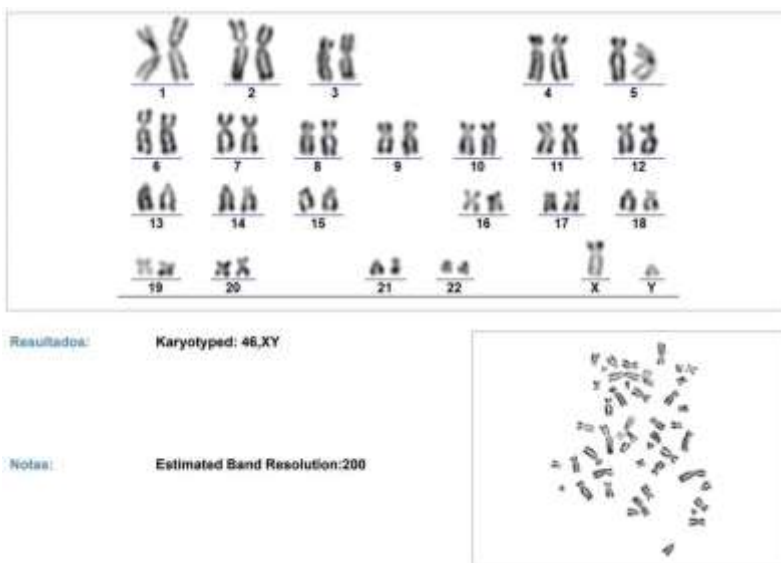 1 2 3 4 5
6 7 8 9 10 11 12
13 14 15 16 17 18
19 20 21 22 X Y
Resultados: Karyotyped: 46,XY
Notas: Estimated Band Resolution:200